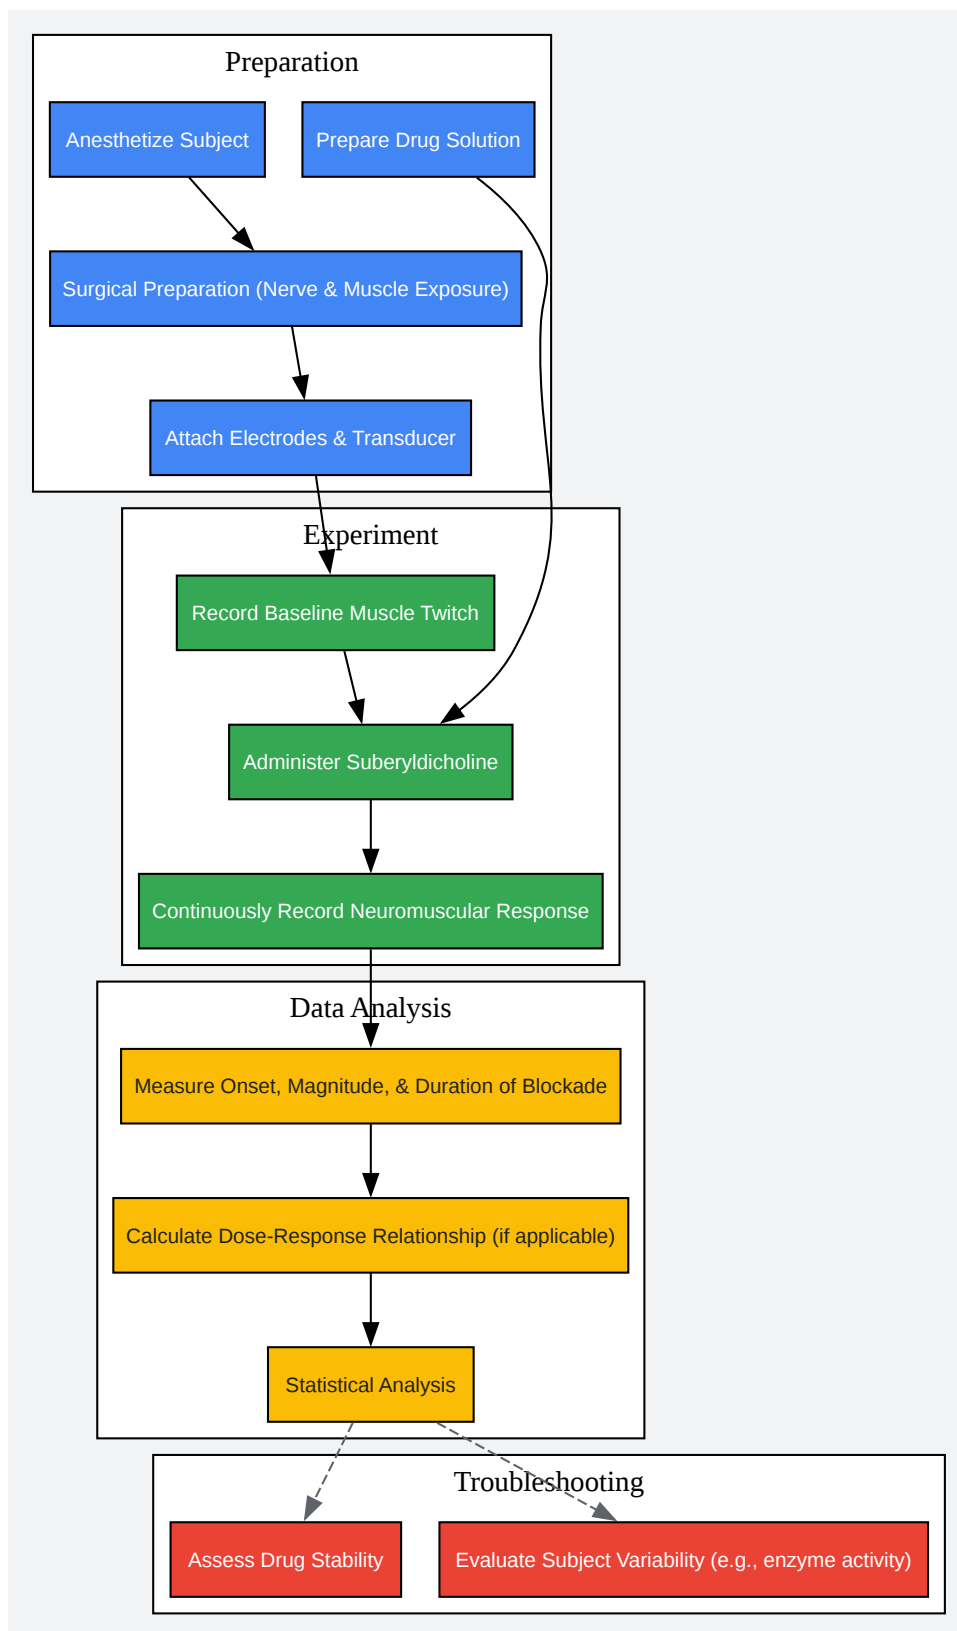 Preparation
Anesthetize Subject
Prepare Drug Solution
Surgical Preparation (Nerve & Muscle Exposure)
Attach Electrodes & Transducer
Experiment
Record Baseline Muscle Twitch
Administer Suberyldicholine
Continuously Record Neuromuscular Response
Data Analysis
Measure Onset, Magnitude, & Duration of Blockade
Calculate Dose-Response Relationship (if applicable)
Statistical Analysis
Troubleshooting
Assess Drug Stability
Evaluate Subject Variability (e.g., enzyme activity)